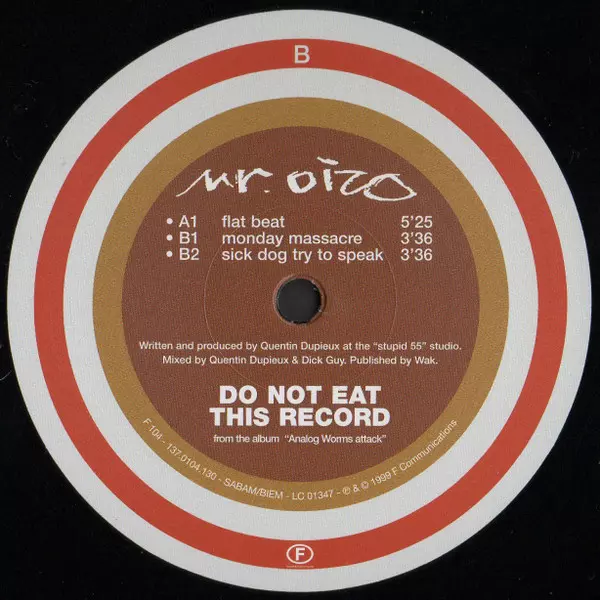 B
mr. oizo
• A1 flat beat 5'25
• B1 monday massacre 3'36
• B2 sick dog try to speak 3'36
Written and produced by Quentin Dupieux at the "stupid 55" studio.
Mixed by Quentin Dupieux & Dick Guy. Published by Wak.
DO NOT EAT
THIS RECORD
from the album "Analog Worms attack"
F 104 - 137.0104.130 - SABAM/BIEM - LC 01347 - ℗ & © 1999 F Communications
F